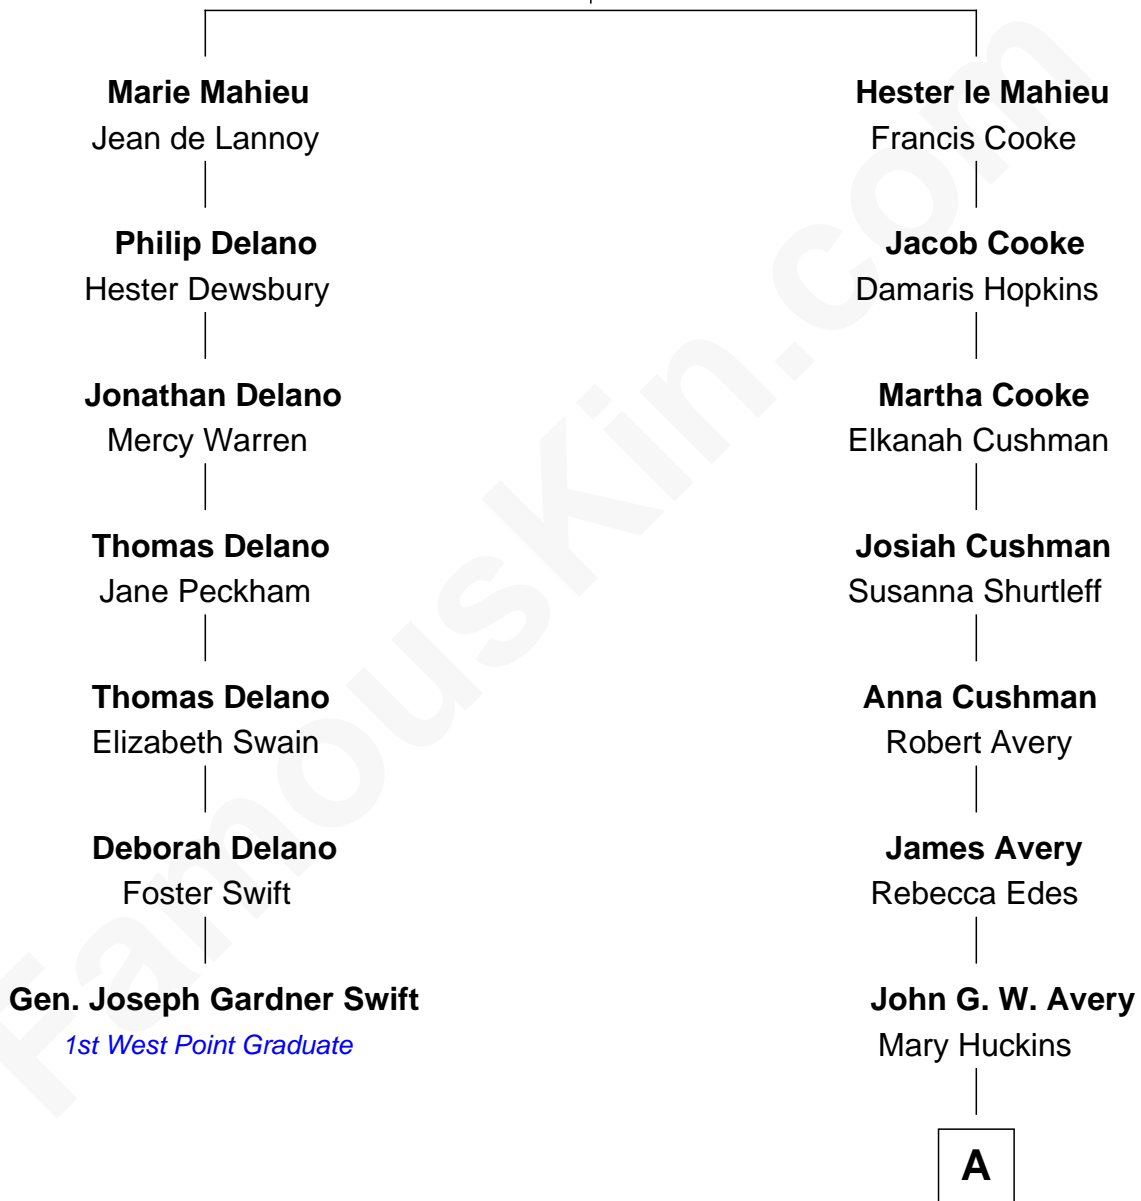 Marie Mahieu
Jean de Lannoy
Philip Delano
Hester Dewsbury
Jonathan Delano
Mercy Warren
Thomas Delano
Jane Peckham
Thomas Delano
Elizabeth Swain
Deborah Delano
Foster Swift
Gen. Joseph Gardner Swift
1st West Point Graduate
Hester le Mahieu
Francis Cooke
Jacob Cooke
Damaris Hopkins
Martha Cooke
Elkanah Cushman
Josiah Cushman
Susanna Shurtleff
Anna Cushman
Robert Avery
James Avery
Rebecca Edes
John G. W. Avery
Mary Huckins
A
FamousKin.com